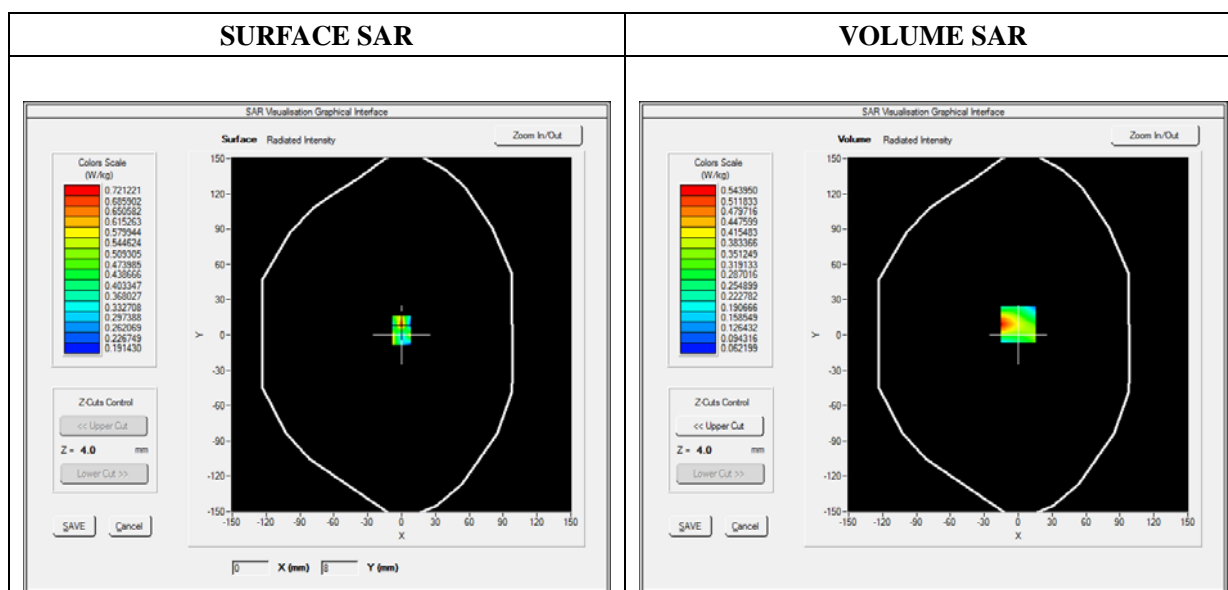 SURFACE SAR
VOLUME SAR
SAR Visualisation Graphical Interface
Surface Radiated Intensity
Zoom In/Out
Colors Scale
(W/kg)
0.721221
0.685902
0.650582
0.615263
0.579944
0.544624
0.509305
0.473985
0.438666
0.403347
0.368027
0.332708
0.297388
0.262069
0.226749
0.191430
Z-Cuts Control
<< Upper Cut
Z = 4.0 mm
Lower Cut >>
SAVE Cancel
150
120
90
60
30
0
-30
-60
-90
-120
-150
Y
-150 -120 -90 -60 -30 0 30 60 90 120 150
X
0 X (mm) 8 Y (mm)
SAR Visualisation Graphical Interface
Volume Radiated Intensity
Zoom In/Out
Colors Scale
(W/kg)
0.543950
0.511833
0.479716
0.447599
0.415483
0.383366
0.351249
0.319133
0.287016
0.254899
0.222782
0.190666
0.158549
0.126432
0.094316
0.062199
Z-Cuts Control
<< Upper Cut
Z = 4.0 mm
Lower Cut >>
SAVE Cancel
150
120
90
60
30
0
-30
-60
-90
-120
-150
Y
-150 -120 -90 -60 -30 0 30 60 90 120 150
X